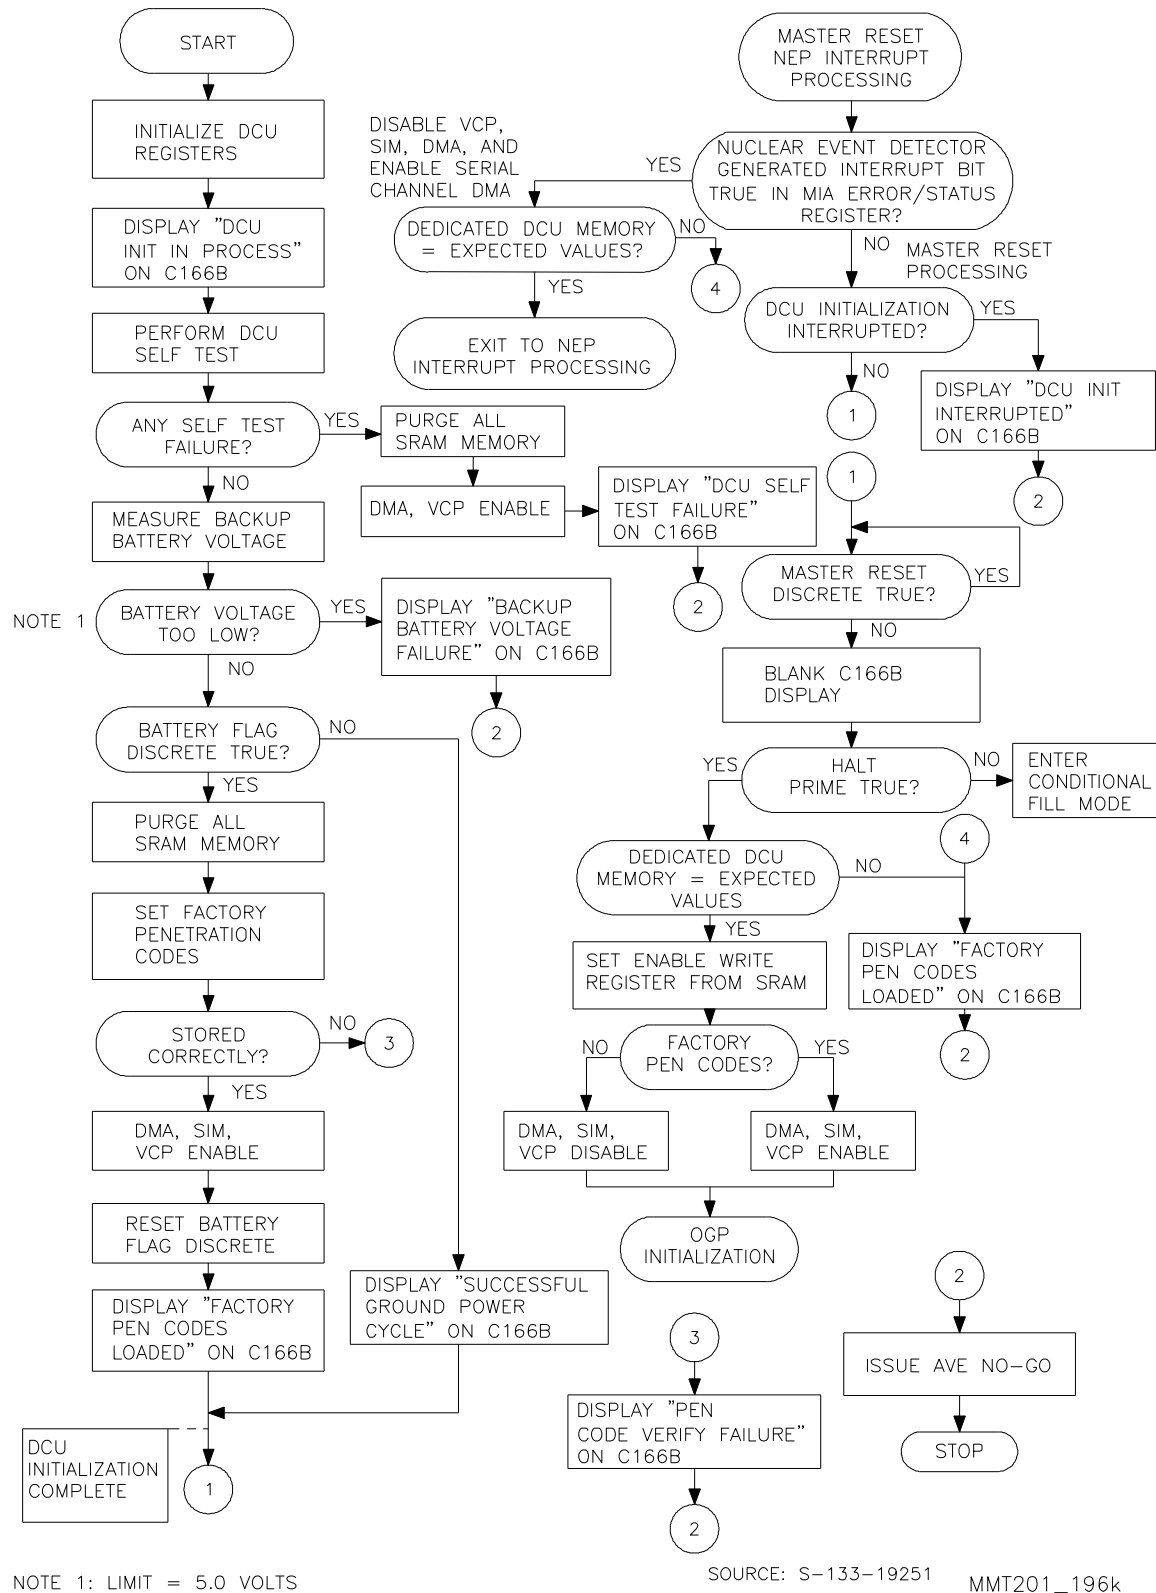 START
INITIALIZE DCU
REGISTERS
DISPLAY "DCU
INIT IN PROCESS"
ON C166B
PERFORM DCU
SELF TEST
ANY SELF TEST
FAILURE?
YES
PURGE ALL
SRAM MEMORY
DMA, VCP ENABLE
DISPLAY "DCU SELF
TEST FAILURE"
ON C166B
2
NO
MEASURE BACKUP
BATTERY VOLTAGE
NOTE 1
BATTERY VOLTAGE
TOO LOW?
YES
DISPLAY "BACKUP
BATTERY VOLTAGE
FAILURE" ON C166B
2
NO
BATTERY FLAG
DISCRETE TRUE?
NO
YES
PURGE ALL
SRAM MEMORY
SET FACTORY
PENETRATION
CODES
STORED
CORRECTLY?
NO
3
YES
DMA, SIM,
VCP ENABLE
RESET BATTERY
FLAG DISCRETE
DISPLAY "FACTORY
PEN CODES
LOADED" ON C166B
DISPLAY "SUCCESSFUL
GROUND POWER
CYCLE" ON C166B
DCU
INITIALIZATION
COMPLETE
1
MASTER RESET
NEP INTERRUPT
PROCESSING
NUCLEAR EVENT DETECTOR
GENERATED INTERRUPT BIT
TRUE IN MIA ERROR/STATUS
REGISTER?
YES
DISABLE VCP,
SIM, DMA, AND
ENABLE SERIAL
CHANNEL DMA
DEDICATED DCU MEMORY
= EXPECTED VALUES?
NO
4
YES
EXIT TO NEP
INTERRUPT PROCESSING
NO
MASTER RESET
PROCESSING
DCU INITIALIZATION
INTERRUPTED?
YES
DISPLAY "DCU INIT
INTERRUPTED"
ON C166B
2
NO
1
1
MASTER RESET
DISCRETE TRUE?
YES
NO
BLANK C166B
DISPLAY
HALT
PRIME TRUE?
NO
ENTER
CONDITIONAL
FILL MODE
YES
DEDICATED DCU
MEMORY = EXPECTED
VALUES
NO
4
DISPLAY "FACTORY
PEN CODES
LOADED" ON C166B
2
YES
SET ENABLE WRITE
REGISTER FROM SRAM
FACTORY
PEN CODES?
NO
YES
DMA, SIM,
VCP DISABLE
DMA, SIM,
VCP ENABLE
OGP
INITIALIZATION
3
DISPLAY "PEN
CODE VERIFY FAILURE"
ON C166B
2
2
ISSUE AVE NO-GO
STOP
NOTE 1: LIMIT = 5.0 VOLTS
SOURCE: S-133-19251
MMT201_196k